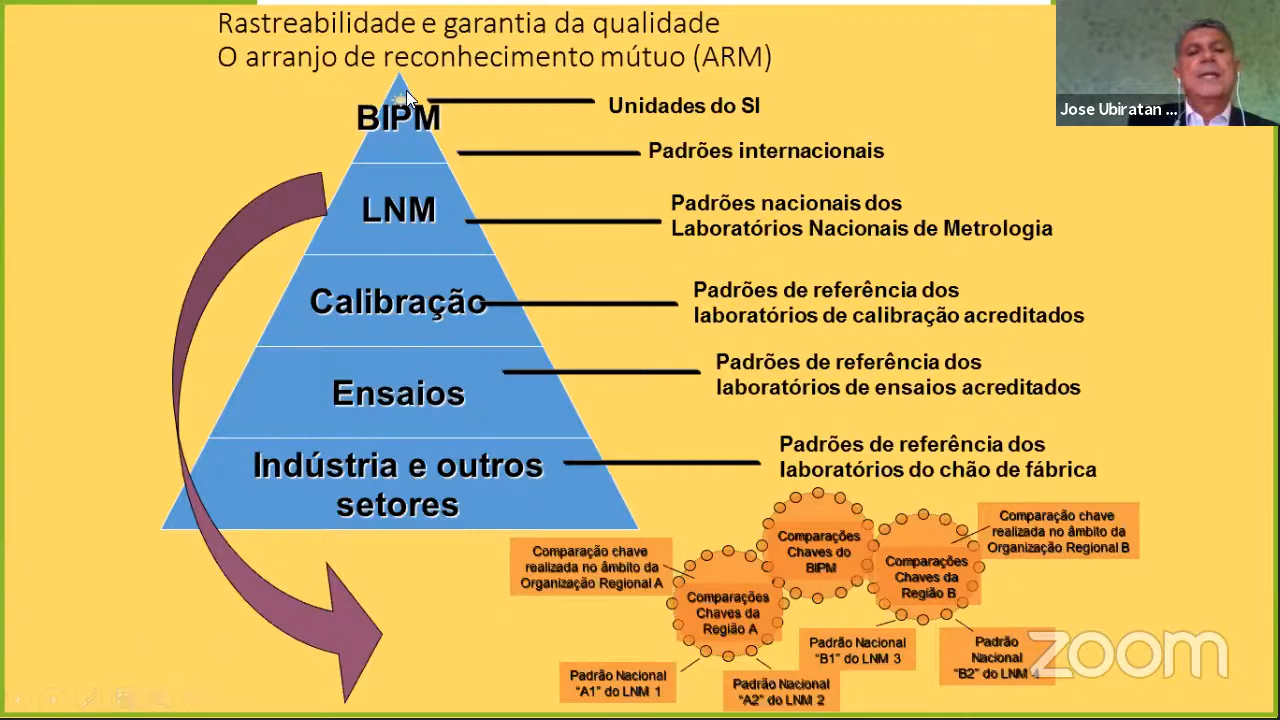 Rastreabilidade e garantia da qualidade
O arranjo de reconhecimento mútuo (ARM)
Jose Ubiratan ...
BIPM
Unidades do SI
Padrões internacionais
LNM
Padrões nacionais dos
Laboratórios Nacionais de Metrologia
Calibração
Padrões de referência dos
laboratórios de calibração acreditados
Ensaios
Padrões de referência dos
laboratórios de ensaios acreditados
Indústria e outros
setores
Padrões de referência dos
laboratórios do chão de fábrica
Comparação chave
realizada no âmbito da
Organização Regional A
Comparações
Chaves da
Região A
Comparações
Chaves do
BIPM
Comparações
Chaves da
Região B
Comparação chave
realizada no âmbito da
Organização Regional B
Padrão Nacional
“A1” do LNM 1
Padrão Nacional
“A2” do LNM 2
Padrão Nacional
“B1” do LNM 3
Padrão
Nacional
“B2” do LNM 4
zoom